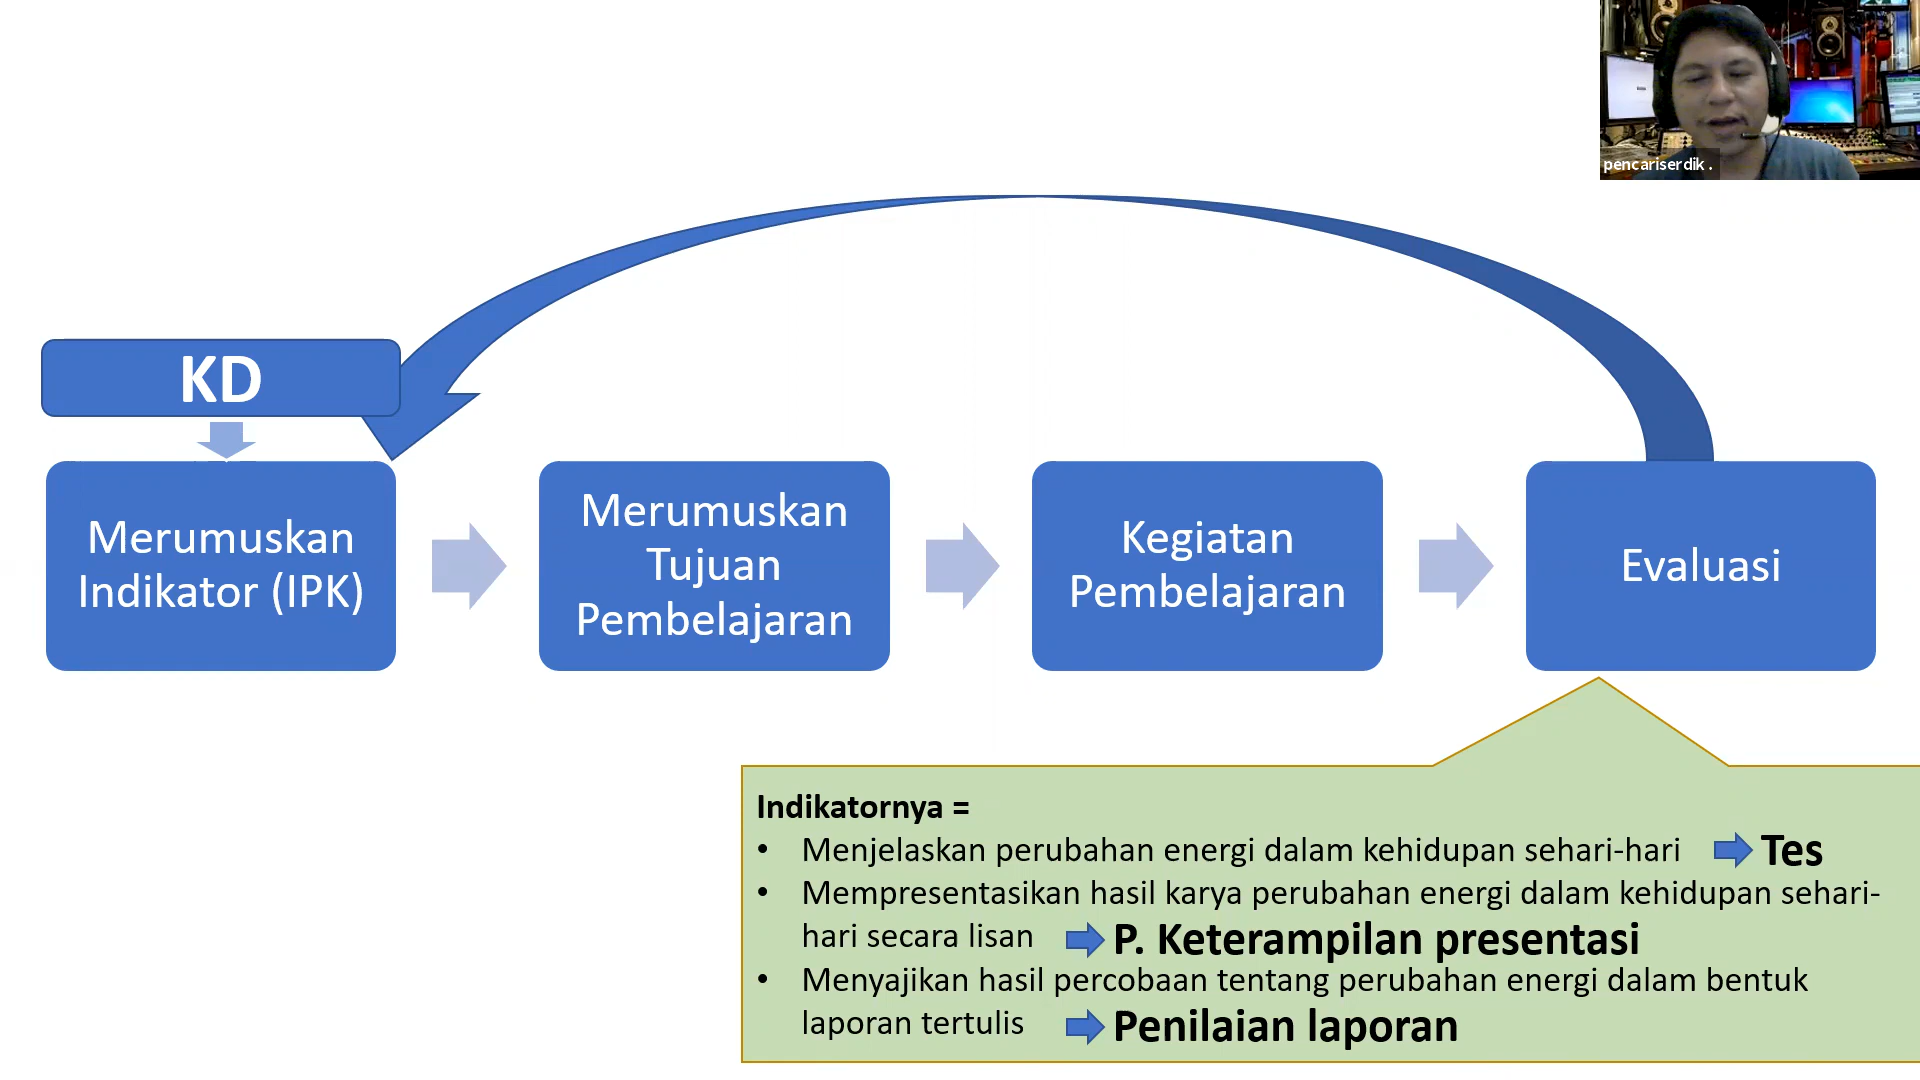 pencariserdik .
KD
Merumuskan
Indikator (IPK)
Merumuskan
Tujuan
Pembelajaran
Kegiatan
Pembelajaran
Evaluasi
Indikatornya =
• Menjelaskan perubahan energi dalam kehidupan sehari-hari Tes
• Mempresentasikan hasil karya perubahan energi dalam kehidupan sehari-
hari secara lisan P. Keterampilan presentasi
• Menyajikan hasil percobaan tentang perubahan energi dalam bentuk
laporan tertulis Penilaian laporan